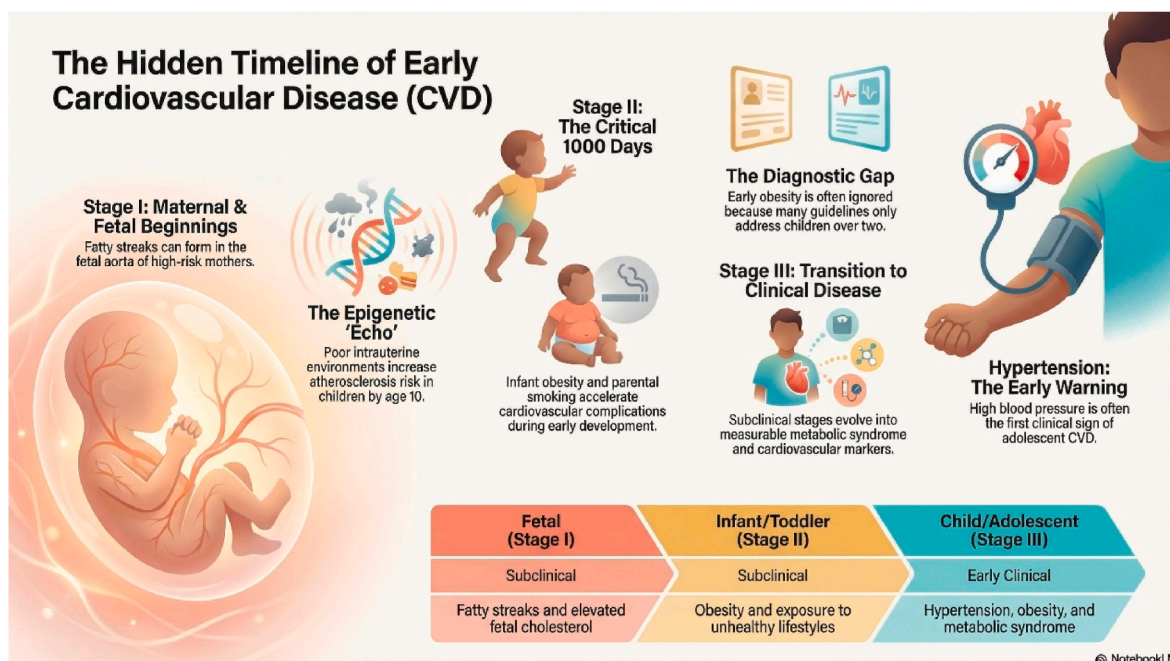 The Hidden Timeline of Early
Cardiovascular Disease (CVD)
Stage I: Maternal &
Fetal Beginnings
Fatty streaks can form in the
fetal aorta of high-risk mothers.
The Epigenetic
'Echo'
Poor intrauterine
environments increase
atherosclerosis risk in
children by age 10.
Stage II:
The Critical
1000 Days
Infant obesity and parental
smoking accelerate
cardiovascular complications
during early development.
The Diagnostic Gap
Early obesity is often ignored
because many guidelines only
address children over two.
Stage III: Transition to
Clinical Disease
Subclinical stages evolve into
measurable metabolic syndrome
and cardiovascular markers.
Hypertension:
The Early Warning
High blood pressure is often
the first clinical sign of
adolescent CVD.
Fetal
(Stage I)
Infant/Toddler
(Stage II)
Child/Adolescent
(Stage III)
Subclinical
Subclinical
Early Clinical
Fatty streaks and elevated
fetal cholesterol
Obesity and exposure to
unhealthy lifestyles
Hypertension, obesity, and
metabolic syndrome